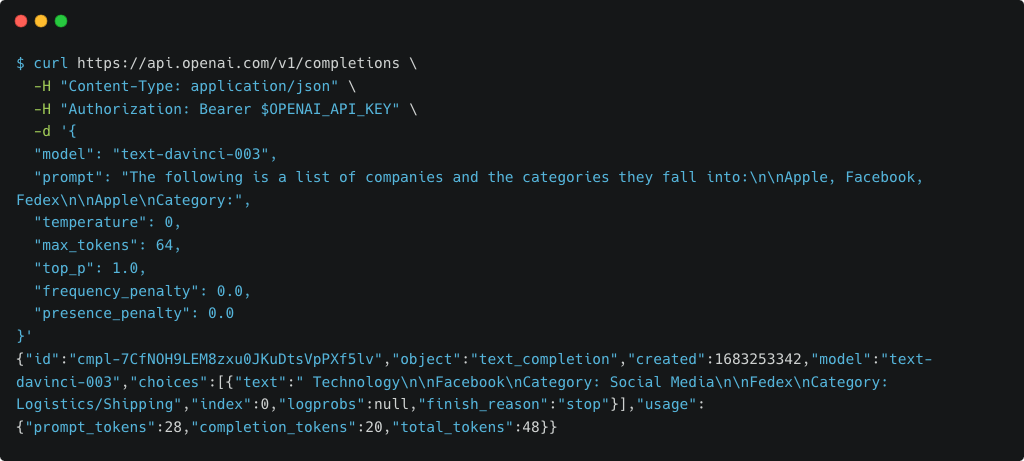 $ curl https://api.openai.com/v1/completions \
  -H "Content-Type: application/json" \
  -H "Authorization: Bearer $OPENAI_API_KEY" \
  -d '{
  "model": "text-davinci-003",
  "prompt": "The following is a list of companies and the categories they fall into:\n\nApple, Facebook,
Fedex\n\nApple\nCategory:",
  "temperature": 0,
  "max_tokens": 64,
  "top_p": 1.0,
  "frequency_penalty": 0.0,
  "presence_penalty": 0.0
}'
{"id":"cmpl-7CfNOH9LEM8zxu0JKuDtsVpPXf5lv","object":"text_completion","created":1683253342,"model":"text-
davinci-003","choices":[{"text":" Technology\n\nFacebook\nCategory: Social Media\n\nFedex\nCategory:
Logistics/Shipping","index":0,"logprobs":null,"finish_reason":"stop"}],"usage":
{"prompt_tokens":28,"completion_tokens":20,"total_tokens":48}}